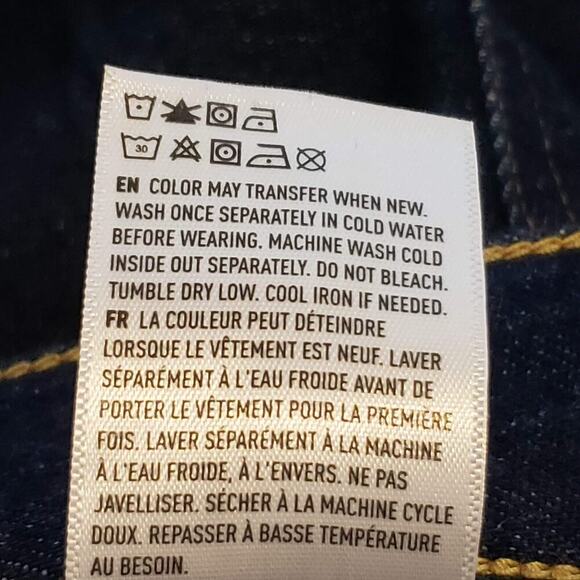 30
EN COLOR MAY TRANSFER WHEN NEW.
WASH ONCE SEPARATELY IN COLD WATER
BEFORE WEARING. MACHINE WASH COLD
INSIDE OUT SEPARATELY. DO NOT BLEACH.
TUMBLE DRY LOW. COOL IRON IF NEEDED.
FR LA COULEUR PEUT DÉTEINDRE
LORSQUE LE VÊTEMENT EST NEUF. LAVER
SÉPARÉMENT À L'EAU FROIDE AVANT DE
PORTER LE VÊTEMENT POUR LA PREMIÈRE
FOIS. LAVER SÉPARÉMENT À LA MACHINE
À L'EAU FROIDE, À L'ENVERS. NE PAS
JAVELLISER. SÉCHER À LA MACHINE CYCLE
DOUX. REPASSER À BASSE TEMPÉRATURE
AU BESOIN.